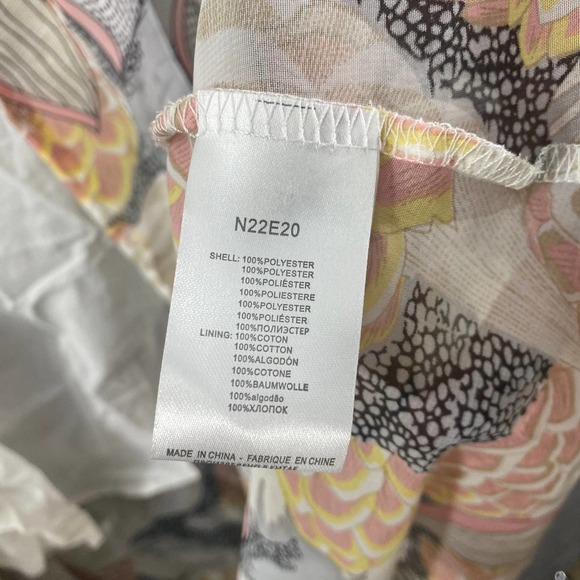 N22E20
SHELL: 100%POLYESTER
100%POLYESTER
100%POLIÉSTER
100%POLIESTERE
100%POLYESTER
100%POLIÉSTER
100%ПОЛИЭСТЕР
LINING: 100%COTON
100%COTTON
100%ALGODÓN
100%COTONE
100%BAUMWOLLE
100%algodão
100%ХЛОПОК
MADE IN CHINA - FABRIQUE EN CHINE